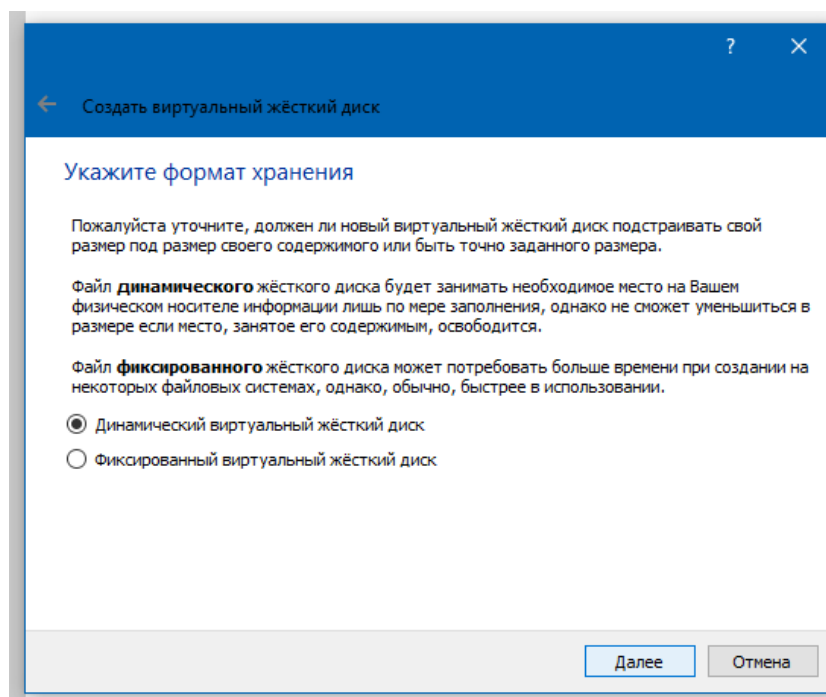 ?
Создать виртуальный жёсткий диск
Укажите формат хранения
Пожалуйста уточните, должен ли новый виртуальный жёсткий диск подстраивать свой
размер под размер своего содержимого или быть точно заданного размера.
Файл динамического жёсткого диска будет занимать необходимое место на Вашем
физическом носителе информации лишь по мере заполнения, однако не сможет уменьшиться в
размере если место, занятое его содержимым, освободится.
Файл фиксированного жёсткого диска может потребовать больше времени при создании на
некоторых файловых системах, однако, обычно, быстрее в использовании.
Динамический виртуальный жёсткий диск
Фиксированный виртуальный жёсткий диск
Далее
Отмена